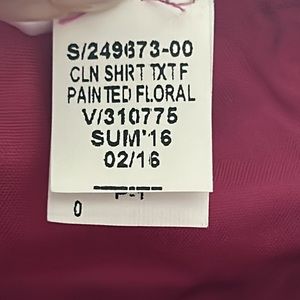 S/249673-00
CLN SHRT TXTF
PAINTED FLORAL
V/310775
SUM'16
02/16
0